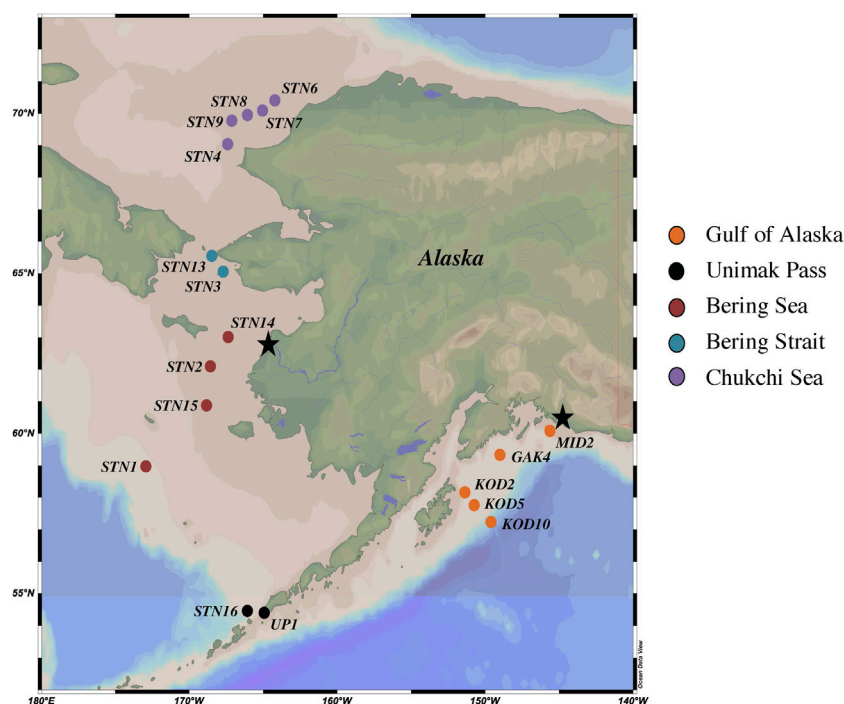 STN6
STN8
70°N
STN9
STN7
STN4
Alaska
STN13
65°N
STN3
STN14
STN2
STN15
60°N
MID2
GAK4
STN1
KOD2
KOD5
KOD10
55°N
STN16
UP1
Ocean Data View
180°E
170°W
160°W
150°W
140°W
Gulf of Alaska
Unimak Pass
Bering Sea
Bering Strait
Chukchi Sea